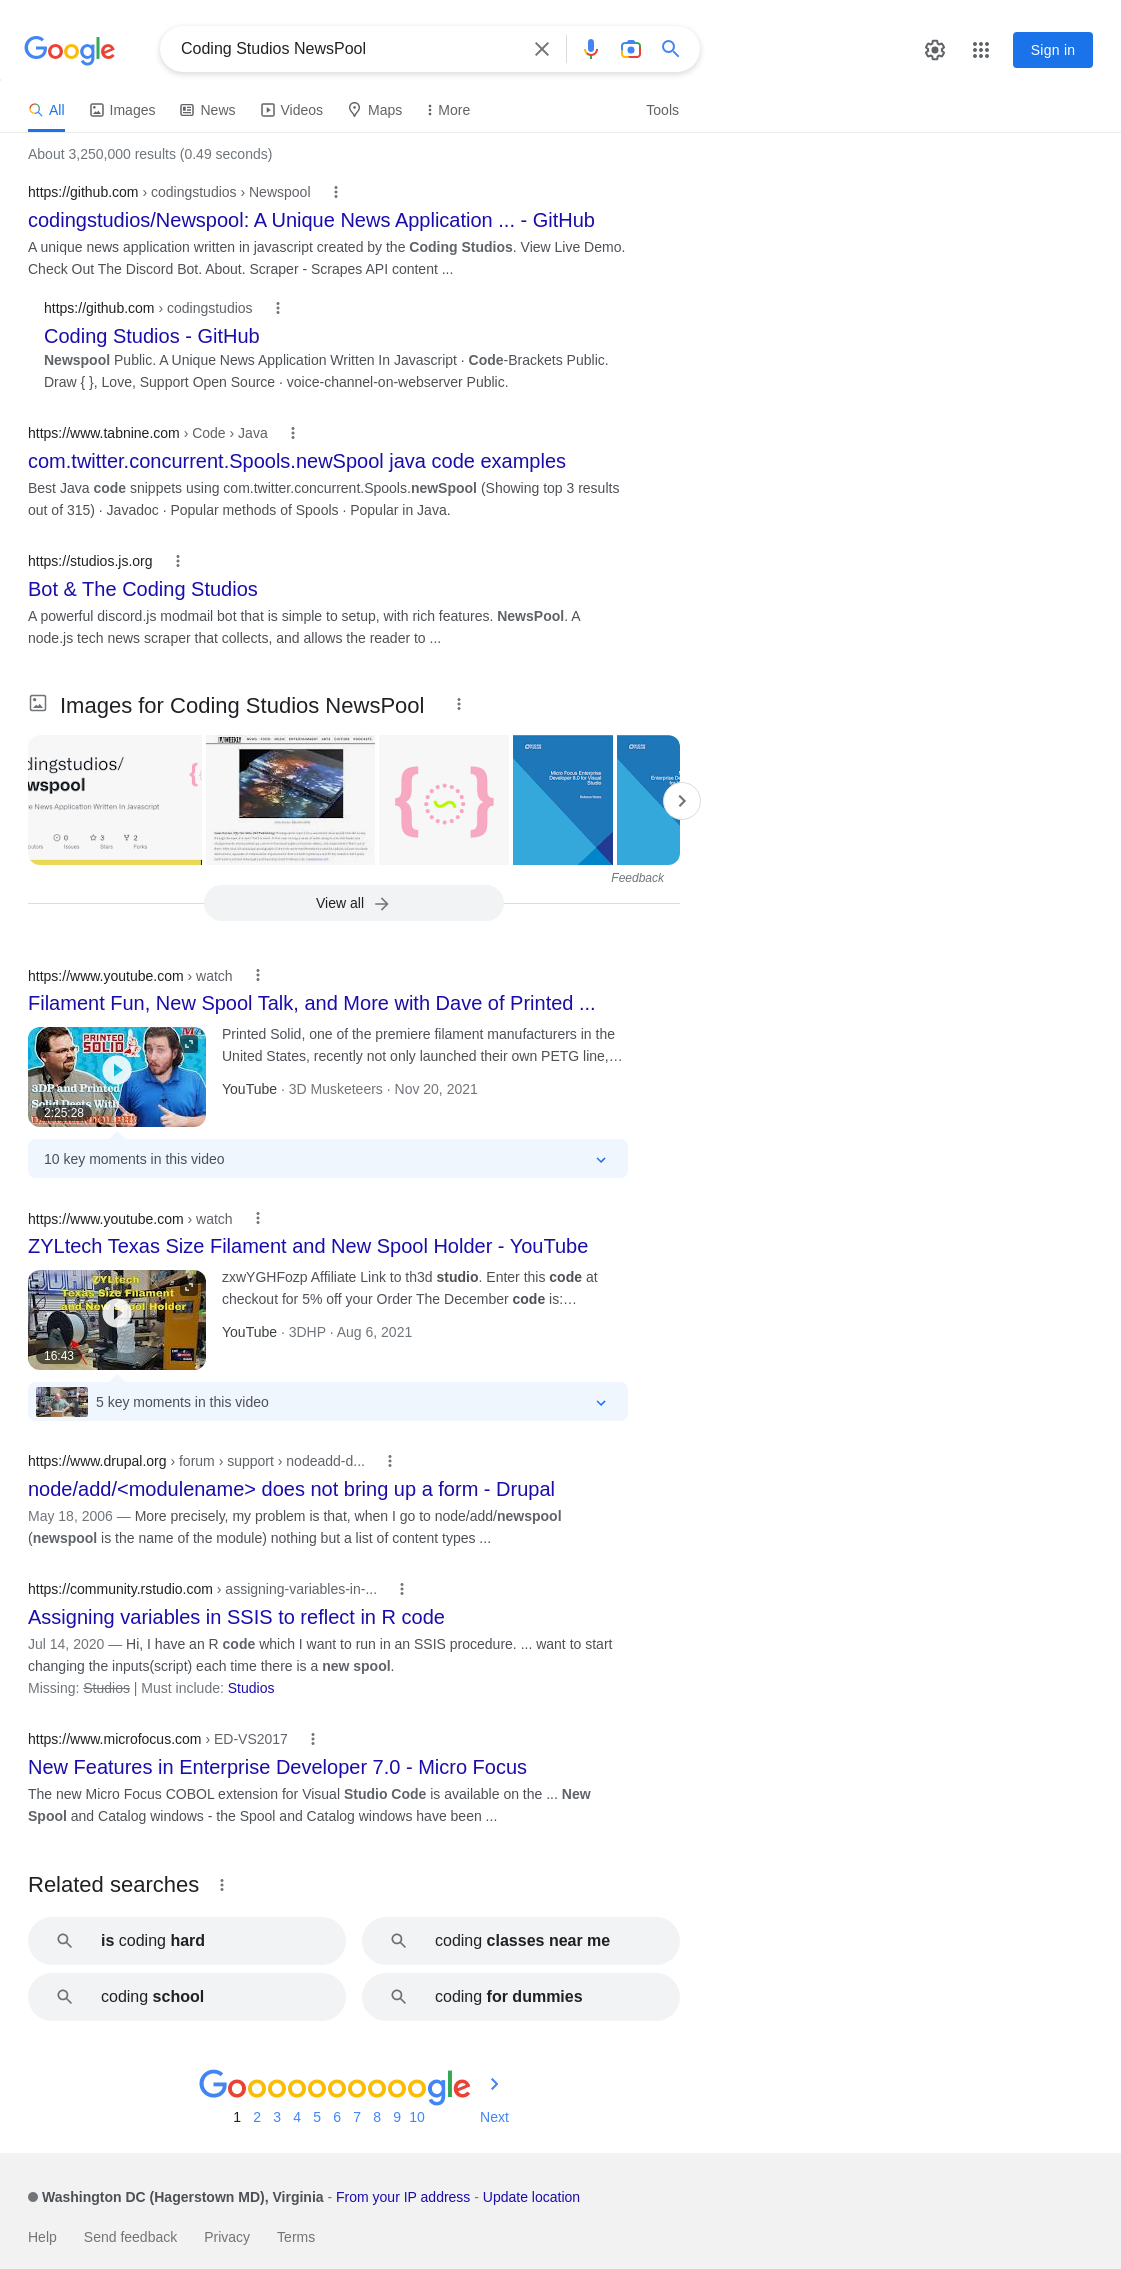 Google
Coding Studios NewsPool
Sign in
All
Images
News
Videos
Maps
More
Tools
About 3,250,000 results (0.49 seconds)
https://github.com › codingstudios › Newspool
codingstudios/Newspool: A Unique News Application ... - GitHub
A unique news application written in javascript created by the Coding Studios. View Live Demo.
Check Out The Discord Bot. About. Scraper - Scrapes API content ...
https://github.com › codingstudios
Coding Studios - GitHub
Newspool Public. A Unique News Application Written In Javascript · Code-Brackets Public.
Draw { }, Love, Support Open Source · voice-channel-on-webserver Public.
https://www.tabnine.com › Code › Java
com.twitter.concurrent.Spools.newSpool java code examples
Best Java code snippets using com.twitter.concurrent.Spools.newSpool (Showing top 3 results
out of 315) · Javadoc · Popular methods of Spools · Popular in Java.
https://studios.js.org
Bot & The Coding Studios
A powerful discord.js modmail bot that is simple to setup, with rich features. NewsPool. A
node.js tech news scraper that collects, and allows the reader to ...
Images for Coding Studios NewsPool
dingstudios/
wspool
e News Application Written In Javascript
0
3
2
Issues
Stars
Forks
Micro Focus Enterprise
Developer 8.0 for Visual
Studio
Feedback
View all
https://www.youtube.com › watch
Filament Fun, New Spool Talk, and More with Dave of Printed ...
PRINTED
SOLID
3DP and Printed
Solid Deets With
2:25:28
Printed Solid, one of the premiere filament manufacturers in the
United States, recently not only launched their own PETG line,…
YouTube · 3D Musketeers · Nov 20, 2021
10 key moments in this video
https://www.youtube.com › watch
ZYLtech Texas Size Filament and New Spool Holder - YouTube
ZYLtech
Texas Size Filament
and New Spool Holder
16:43
zxwYGHFozp Affiliate Link to th3d studio. Enter this code at
checkout for 5% off your Order The December code is:…
YouTube · 3DHP · Aug 6, 2021
5 key moments in this video
https://www.drupal.org › forum › support › nodeadd-d...
node/add/<modulename> does not bring up a form - Drupal
May 18, 2006 — More precisely, my problem is that, when I go to node/add/newspool
(newspool is the name of the module) nothing but a list of content types ...
https://community.rstudio.com › assigning-variables-in-...
Assigning variables in SSIS to reflect in R code
Jul 14, 2020 — Hi, I have an R code which I want to run in an SSIS procedure. ... want to start
changing the inputs(script) each time there is a new spool.
Missing: Studios | Must include: Studios
https://www.microfocus.com › ED-VS2017
New Features in Enterprise Developer 7.0 - Micro Focus
The new Micro Focus COBOL extension for Visual Studio Code is available on the ... New
Spool and Catalog windows - the Spool and Catalog windows have been ...
Related searches
is coding hard
coding classes near me
coding school
coding for dummies
Goooooooooogle
1 2 3 4 5 6 7 8 9 10 Next
Washington DC (Hagerstown MD), Virginia - From your IP address - Update location
Help Send feedback Privacy Terms